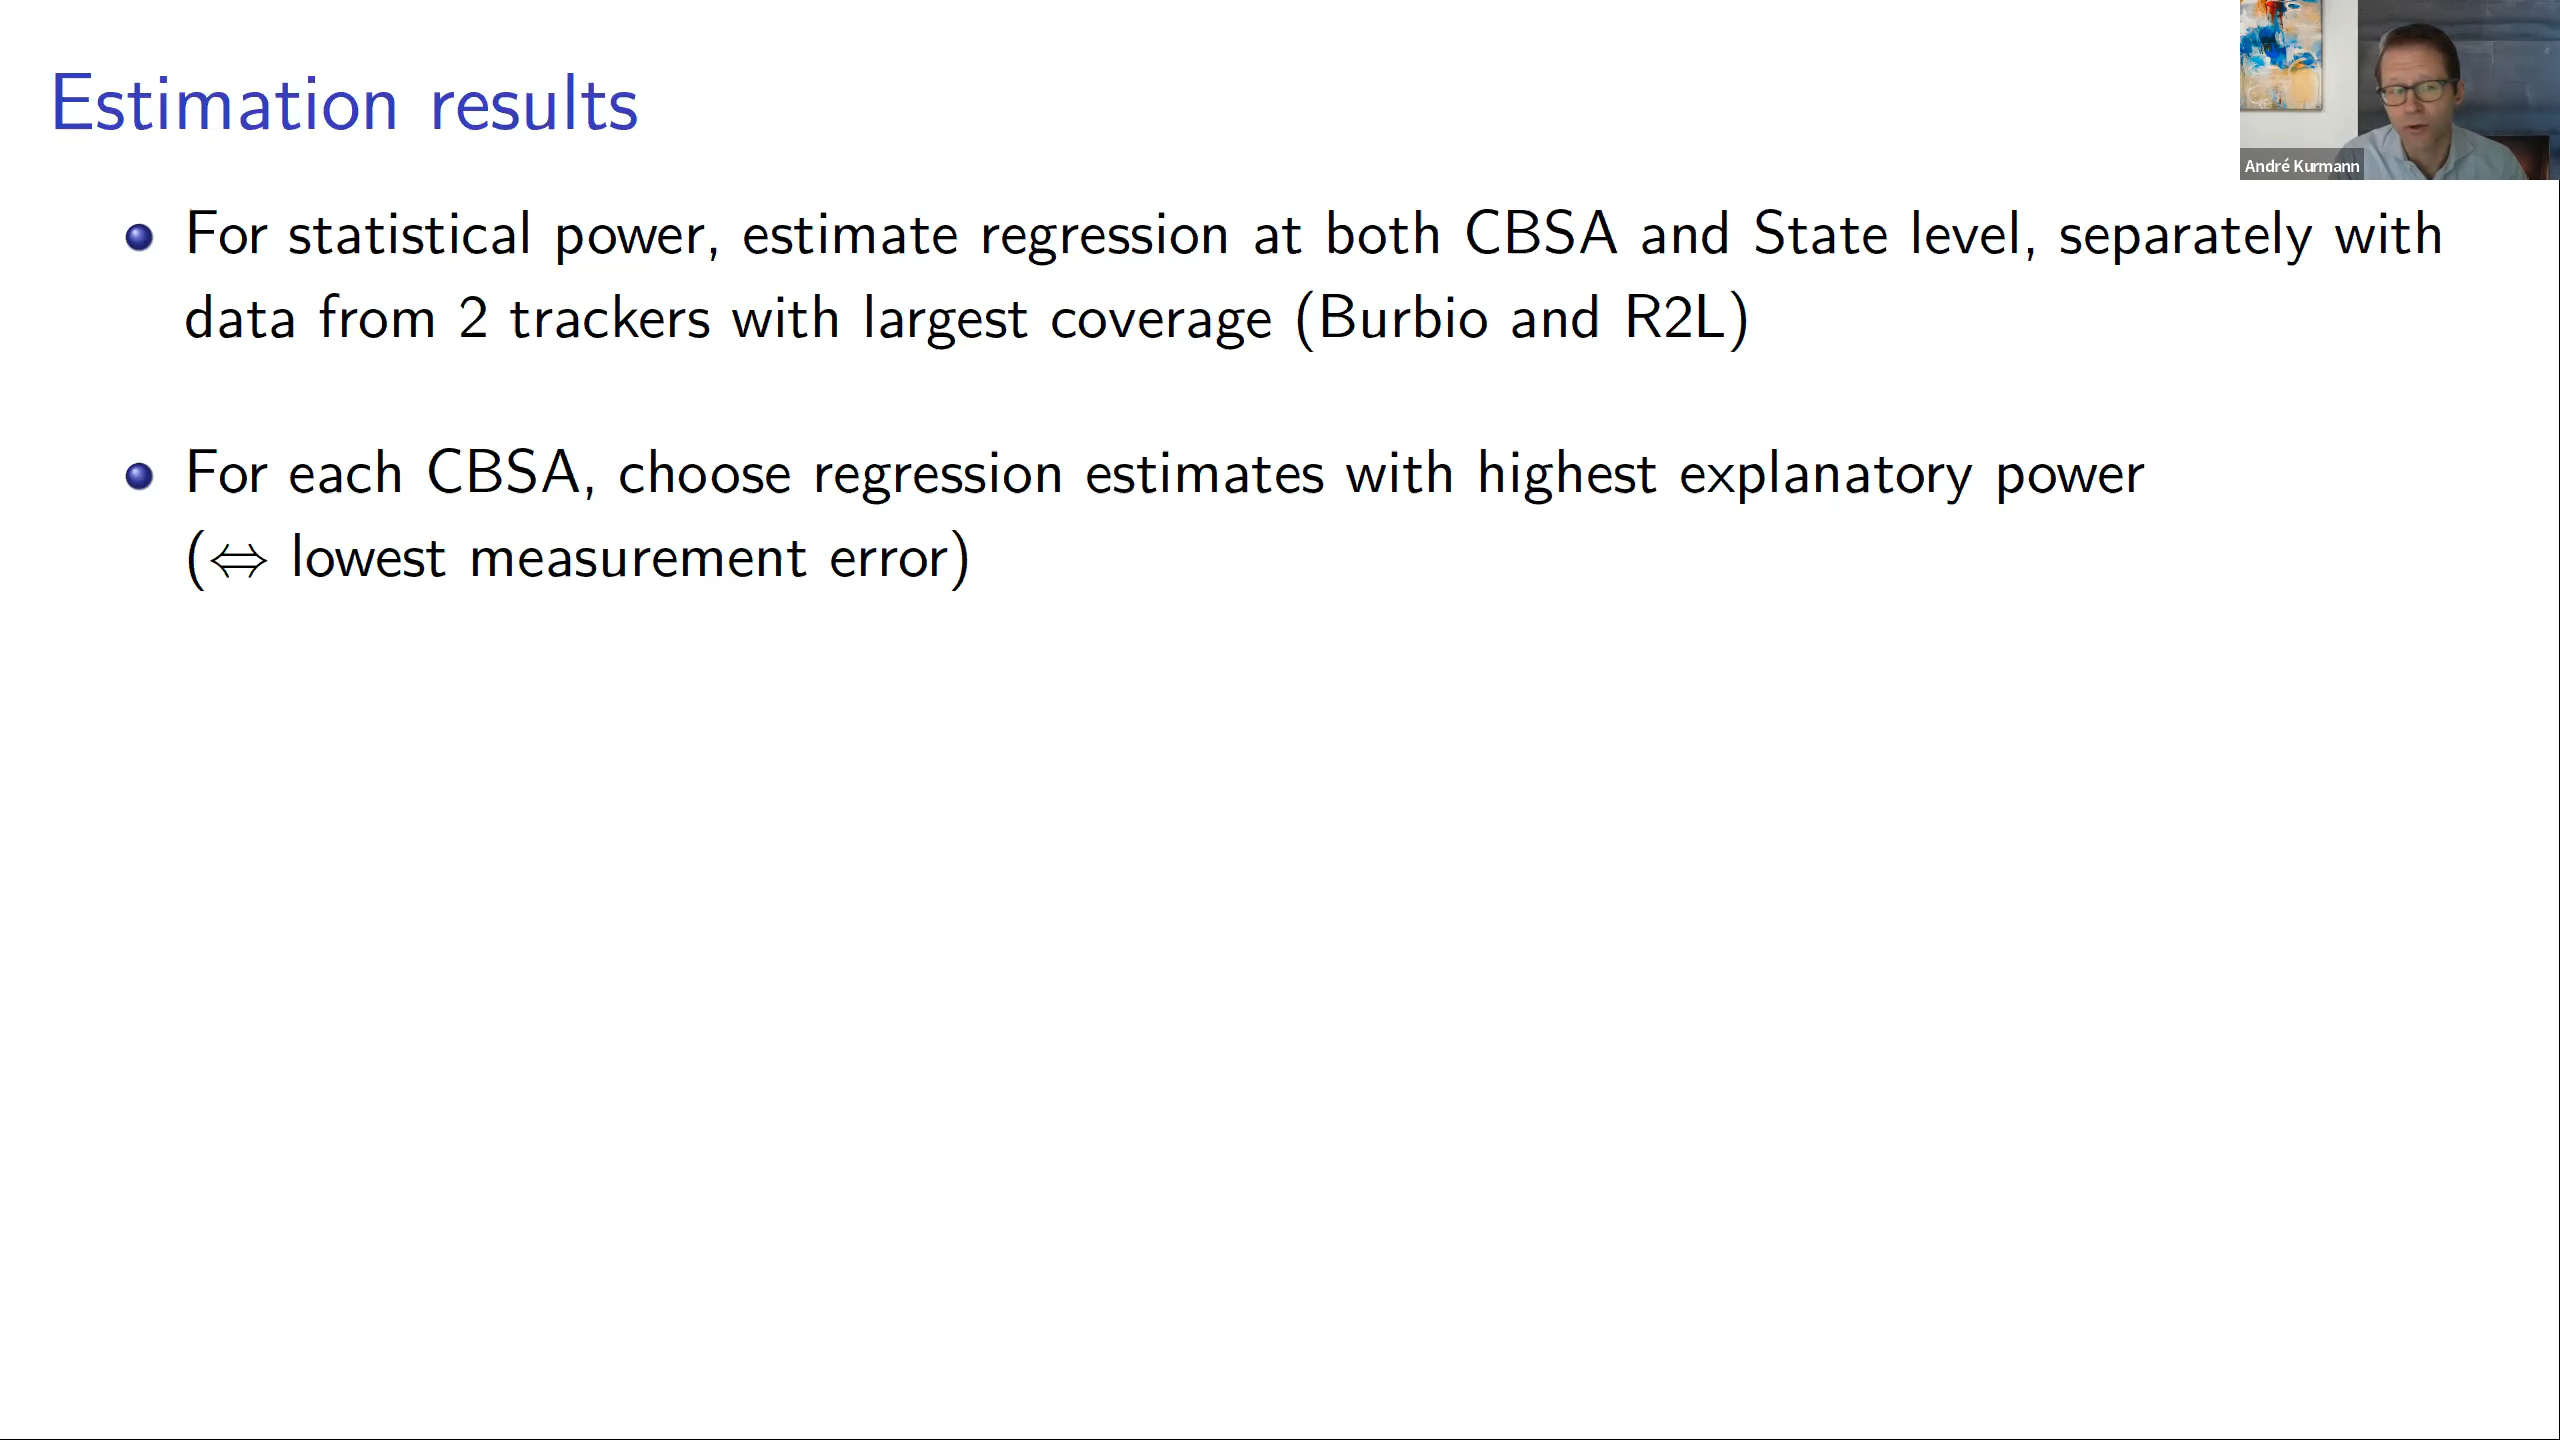 Estimation results
André Kurmann
For statistical power, estimate regression at both CBSA and State level, separately with
data from 2 trackers with largest coverage (Burbio and R2L)
For each CBSA, choose regression estimates with highest explanatory power
(⇔ lowest measurement error)